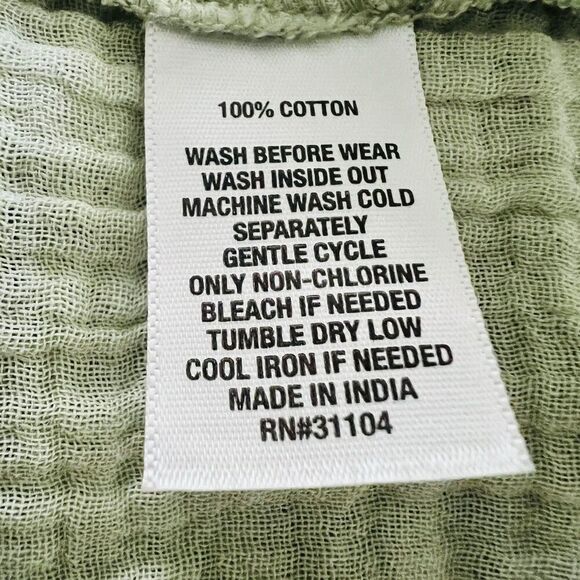 100% COTTON
WASH BEFORE WEAR
WASH INSIDE OUT
MACHINE WASH COLD
SEPARATELY
GENTLE CYCLE
ONLY NON-CHLORINE
BLEACH IF NEEDED
TUMBLE DRY LOW
COOL IRON IF NEEDED
MADE IN INDIA
RN#31104